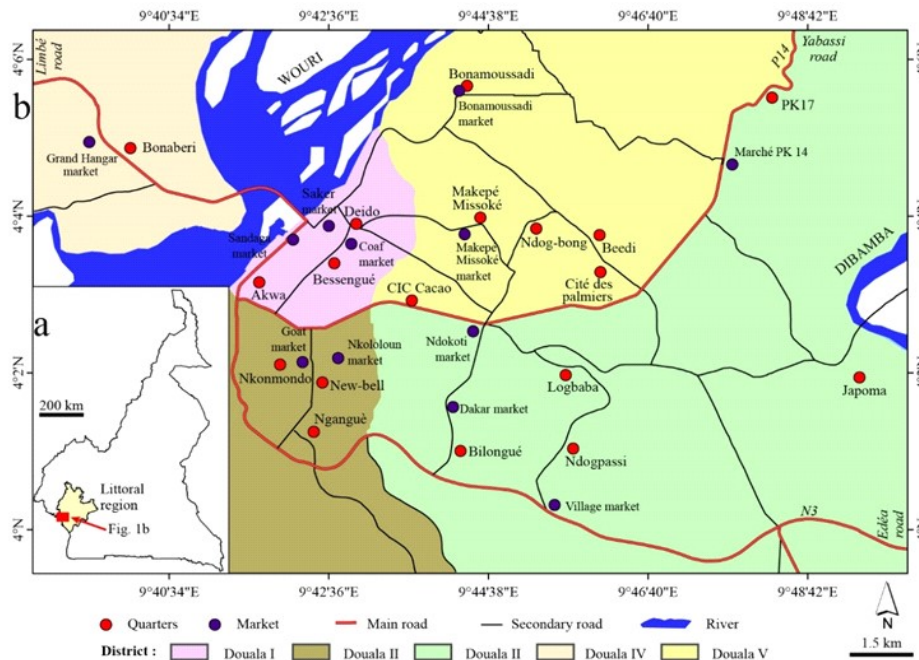 9°40'34"E
9°42'36"E
9°44'38"E
9°46'40"E
9°48'42"E
4°6'N
4°4'N
4°2'N
4°0'N
b
Limbé
road
WOURI
P14
Yabassi
road
Bonamoussadi
Bonamoussadi
market
PK17
Grand Hangar
market
Bonaberi
Marché PK 14
Saker
market
Deido
Makepé
Missoké
Sandaga
market
Coaf
market
Makepe
Missoké
market
Ndog-bong
Beedi
DIBAMBA
Bessengué
Akwa
CIC Cacao
Cité des
palmiers
a
200 km
Littoral
region
Fig. 1b
Goat
market
Nkololoun
market
Ndokoti
market
Nkonmondo
New-bell
Logbaba
Japoma
Dakar market
Nganguè
Bilongué
Ndogpassi
Village market
N3
Edéa
road
9°40'34"E
9°42'36"E
9°44'38"E
9°46'40"E
9°48'42"E
Quarters
Market
Main road
Secondary road
River
N
1.5 km
District :
Douala I
Douala II
Douala II
Douala IV
Douala V